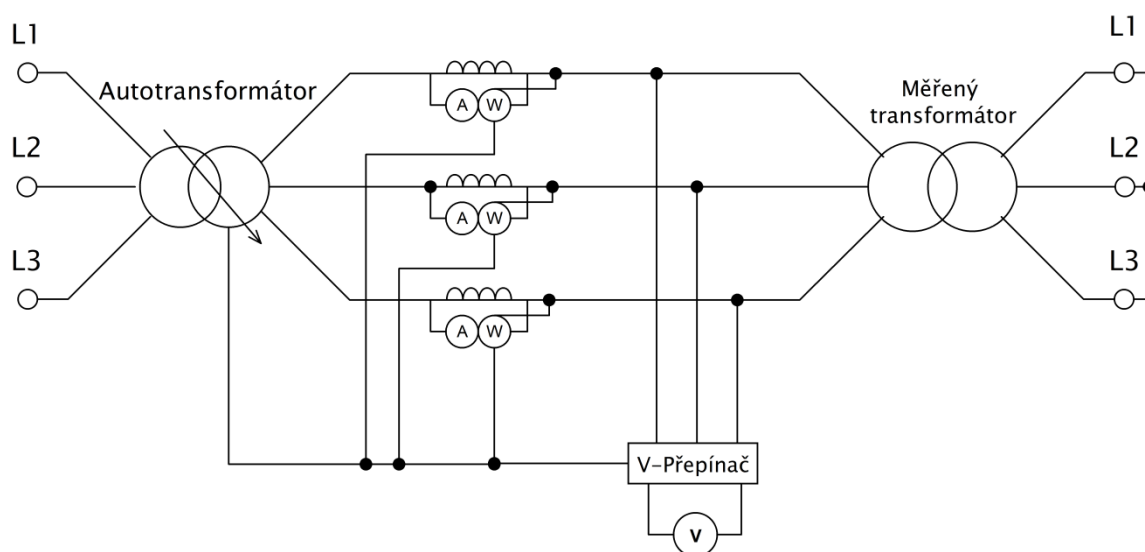 L1
L1
Autotransformátor
Měřený
transformátor
A
W
L2
L2
A
W
L3
L3
A
W
V-Přepínač
V